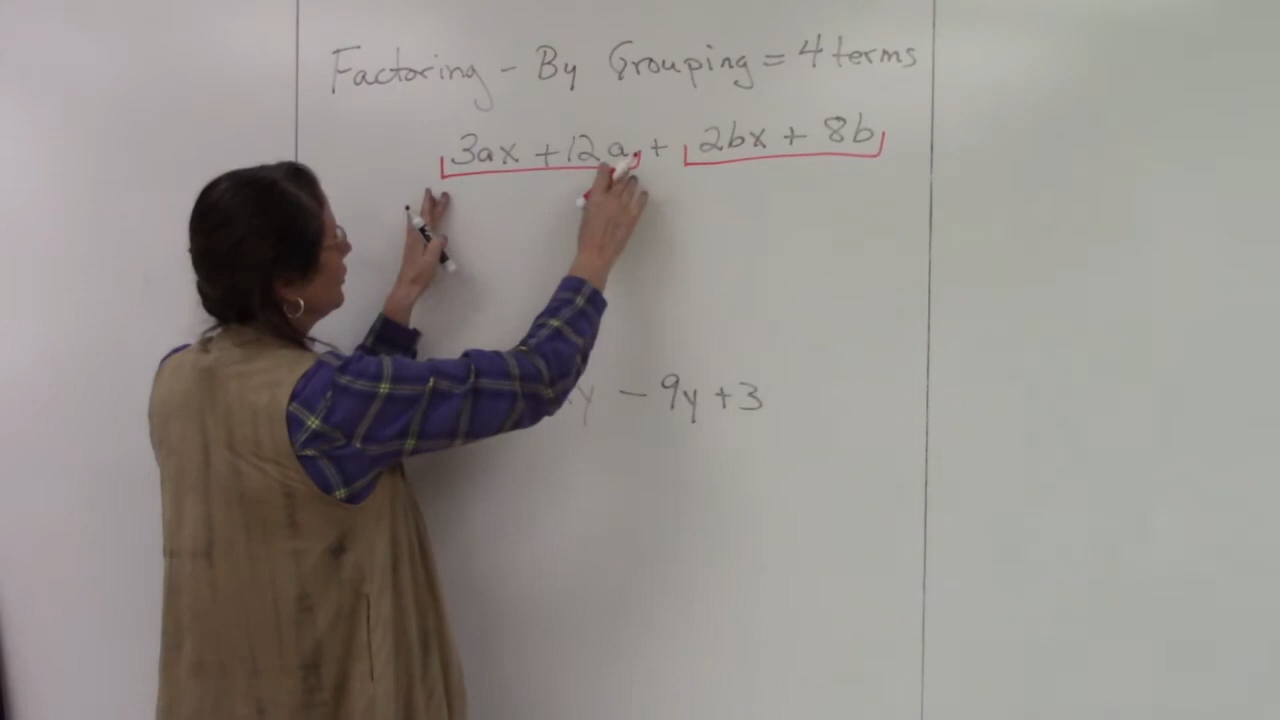 Factoring - By Grouping = 4 terms
3ax + 12a + 2bx + 8b
y - 9y + 3